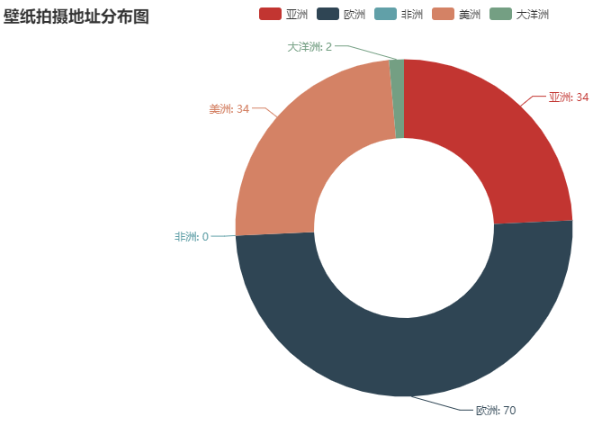 壁纸拍摄地址分布图
亚洲 欧洲 非洲 美洲 大洋洲
大洋洲: 2
亚洲: 34
美洲: 34
非洲: 0
欧洲: 70